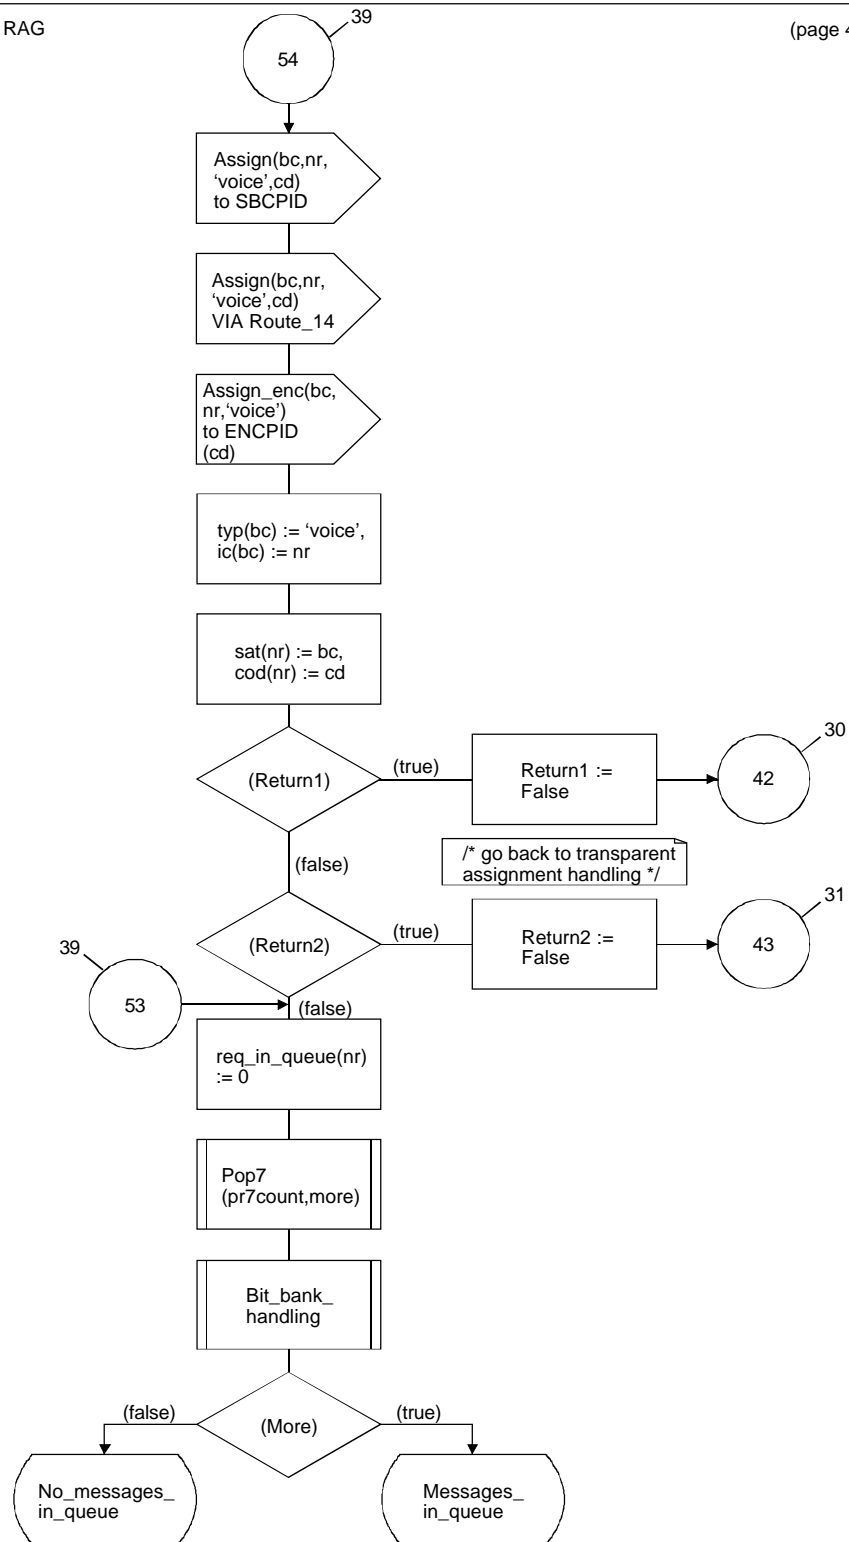 RAG
(page 4
39
54
Assign(bc,nr,
‘voice’,cd)
to SBCPID
Assign(bc,nr,
‘voice’,cd)
VIA Route_14
Assign_enc(bc,
nr,‘voice’)
to ENCPID
(cd)
typ(bc) := ‘voice’,
ic(bc) := nr
sat(nr) := bc,
cod(nr) := cd
(Return1)
(true)
Return1 :=
False
30
42
(false)
/* go back to transparent
assignment handling */
(Return2)
(true)
Return2 :=
False
31
43
39
53
(false)
req_in_queue(nr)
:= 0
Pop7
(pr7count,more)
Bit_bank_
handling
(false)
(More)
(true)
No_messages_
in_queue
Messages_
in_queue